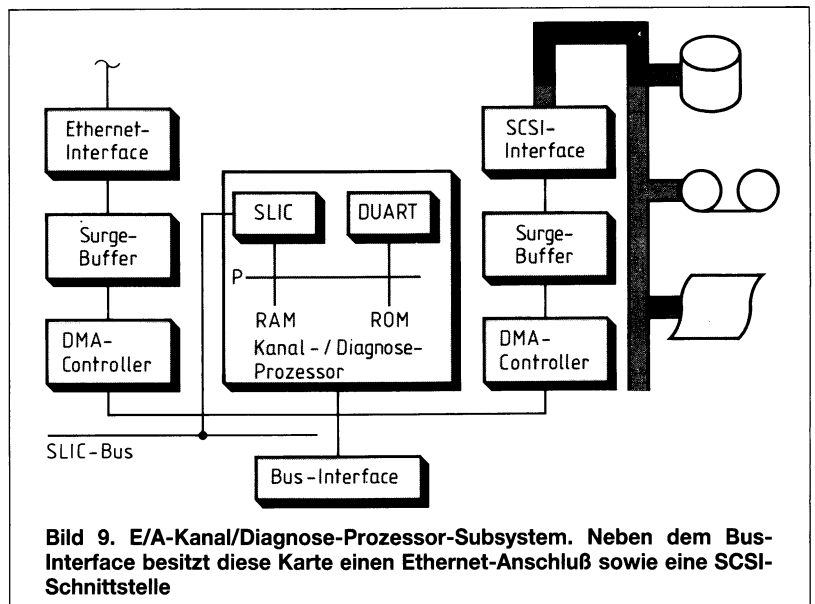 Ethernet-
Interface
Surge-
Buffer
DMA-
Controller
SLIC
DUART
P
RAM
ROM
Kanal-/Diagnose-
Prozessor
SCSI-
Interface
Surge-
Buffer
DMA-
Controller
SLIC-Bus
Bus-Interface
Bild 9. E/A-Kanal/Diagnose-Prozessor-Subsystem. Neben dem Bus-
Interface besitzt diese Karte einen Ethernet-Anschluß sowie eine SCSI-
Schnittstelle